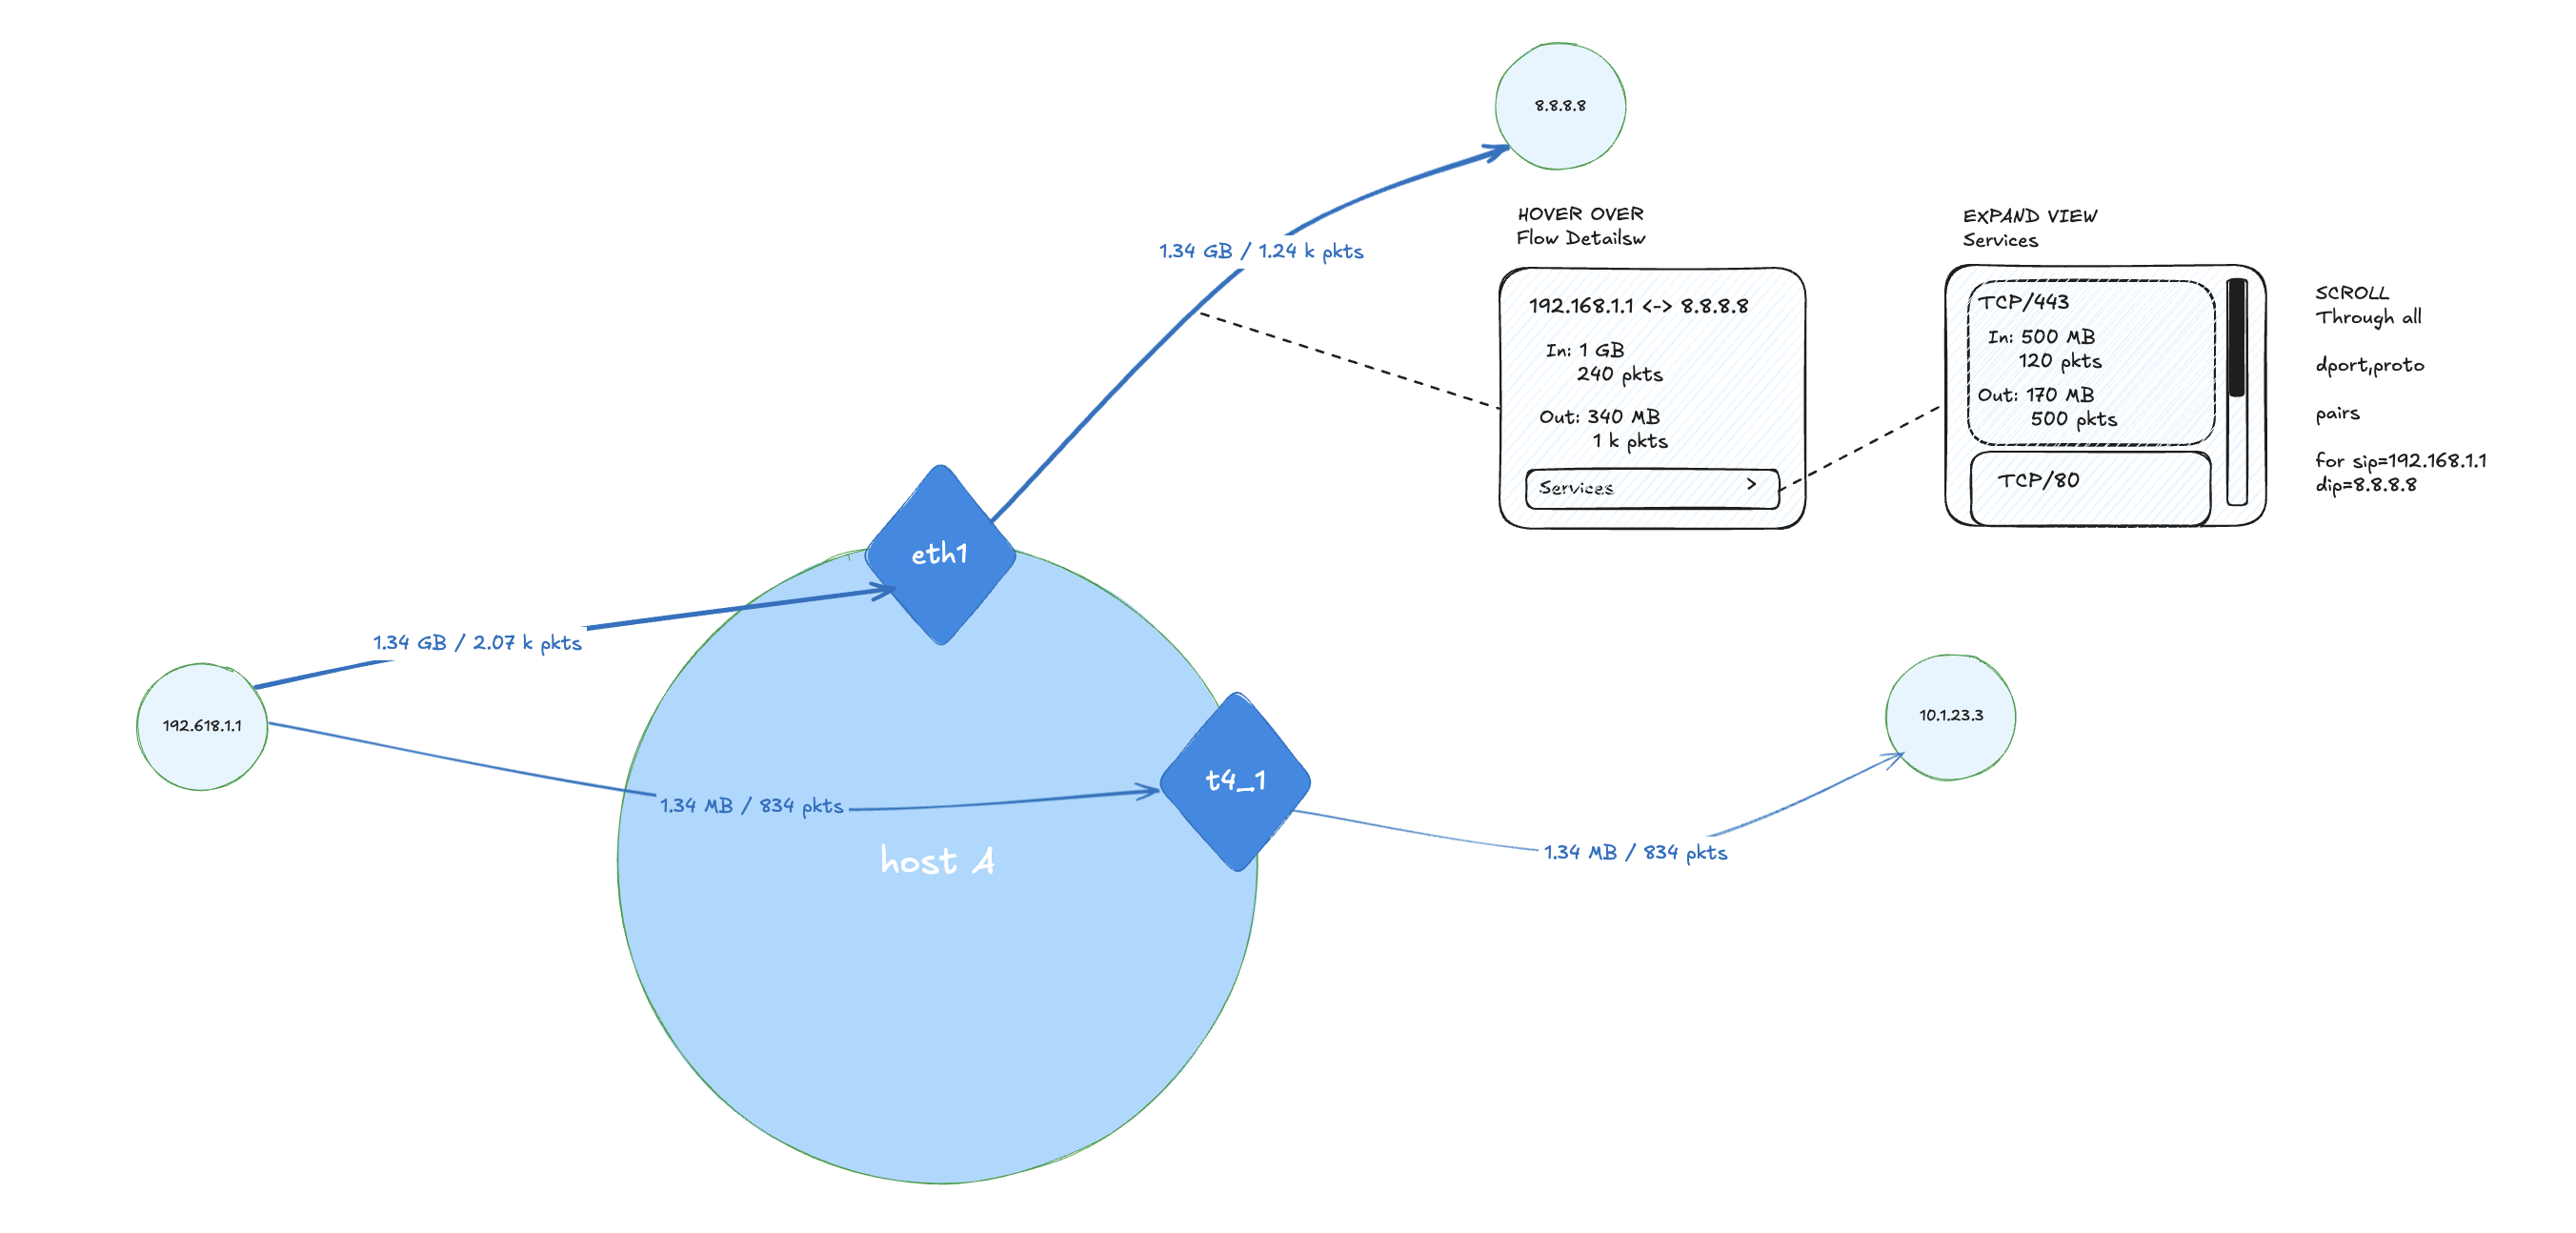 8.8.8.8
HOVER OVER
Flow Detailsw
EXPAND VIEW
Services
1.34 GB / 1.24 k pkts
192.168.1.1 <-> 8.8.8.8
In: 1 GB
240 pkts
Out: 340 MB
1 k pkts
Services >
TCP/443
In: 500 MB
120 pkts
Out: 170 MB
500 pkts
TCP/80
SCROLL
Through all
dport,proto
pairs
for sip=192.168.1.1
dip=8.8.8.8
eth1
1.34 GB / 2.07 k pkts
192.618.1.1
10.1.23.3
t4_1
1.34 MB / 834 pkts
host A
1.34 MB / 834 pkts